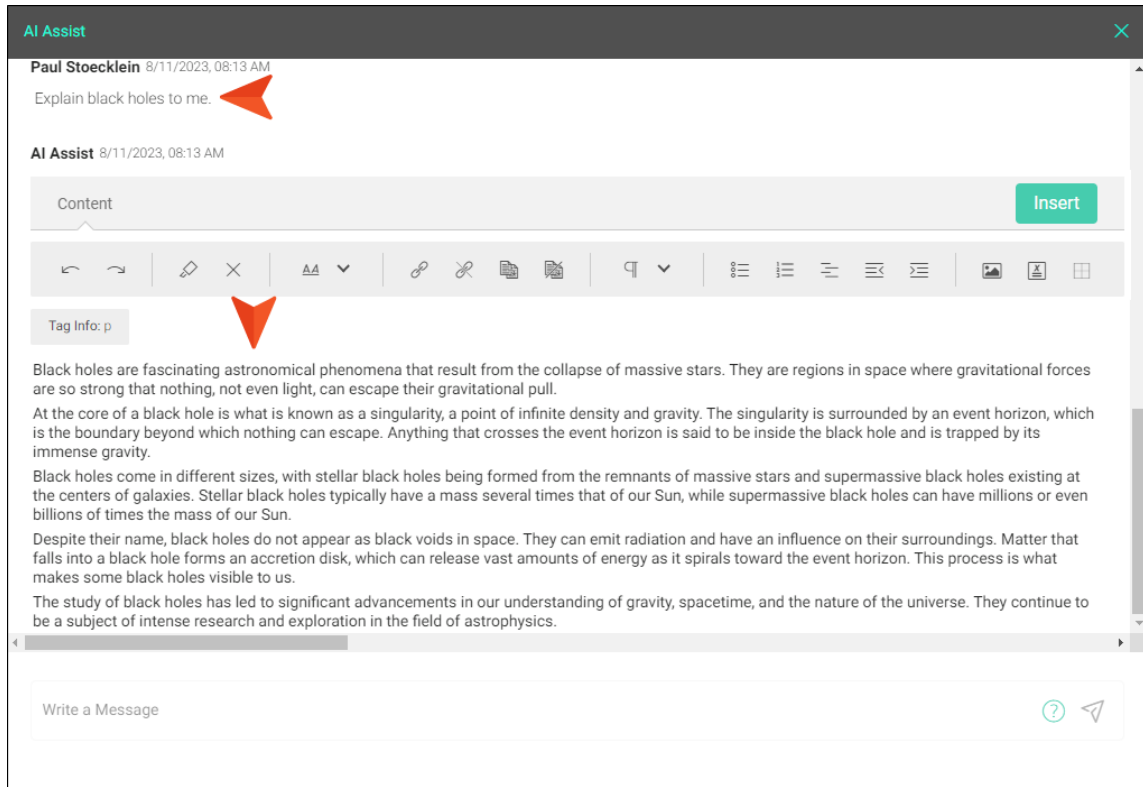 AI Assist
Paul Stoecklein 8/11/2023, 08:13 AM
Explain black holes to me.
AI Assist 8/11/2023, 08:13 AM
Content
Insert
AA
Tag Info: p
Black holes are fascinating astronomical phenomena that result from the collapse of massive stars. They are regions in space where gravitational forces
are so strong that nothing, not even light, can escape their gravitational pull.
At the core of a black hole is what is known as a singularity, a point of infinite density and gravity. The singularity is surrounded by an event horizon, which
is the boundary beyond which nothing can escape. Anything that crosses the event horizon is said to be inside the black hole and is trapped by its
immense gravity.
Black holes come in different sizes, with stellar black holes being formed from the remnants of massive stars and supermassive black holes existing at
the centers of galaxies. Stellar black holes typically have a mass several times that of our Sun, while supermassive black holes can have millions or even
billions of times the mass of our Sun.
Despite their name, black holes do not appear as black voids in space. They can emit radiation and have an influence on their surroundings. Matter that
falls into a black hole forms an accretion disk, which can release vast amounts of energy as it spirals toward the event horizon. This process is what
makes some black holes visible to us.
The study of black holes has led to significant advancements in our understanding of gravity, spacetime, and the nature of the universe. They continue to
be a subject of intense research and exploration in the field of astrophysics.
Write a Message